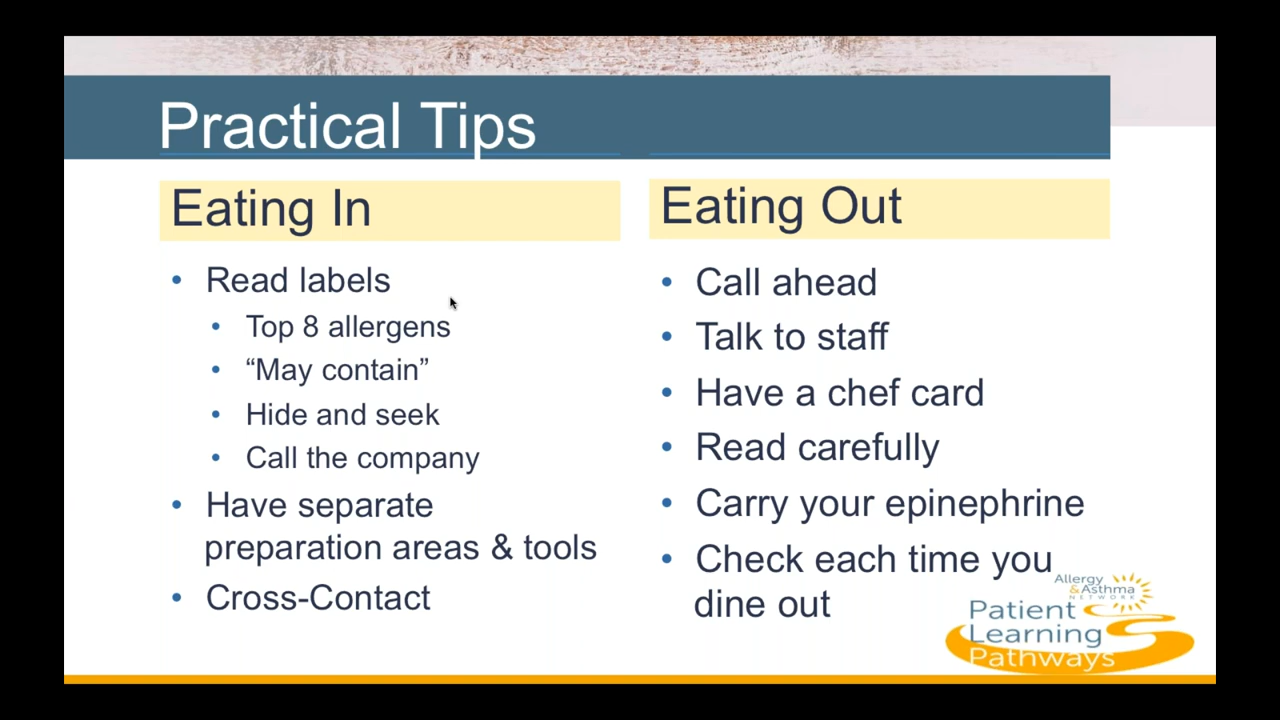 Practical Tips
Eating In
• Read labels
• Top 8 allergens
• “May contain”
• Hide and seek
• Call the company
• Have separate
preparation areas & tools
• Cross-Contact
Eating Out
• Call ahead
• Talk to staff
• Have a chef card
• Read carefully
• Carry your epinephrine
• Check each time you
dine out
Allergy
&Asthma
NETWORK
Patient
Learning
Pathways